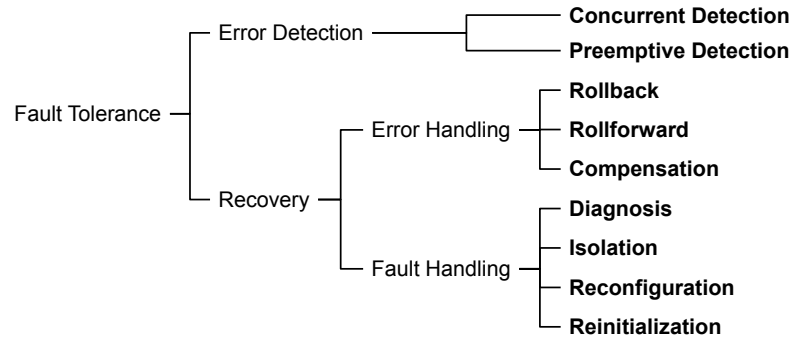 Fault Tolerance
Error Detection
Concurrent Detection
Preemptive Detection
Recovery
Error Handling
Rollback
Rollforward
Compensation
Fault Handling
Diagnosis
Isolation
Reconfiguration
Reinitialization